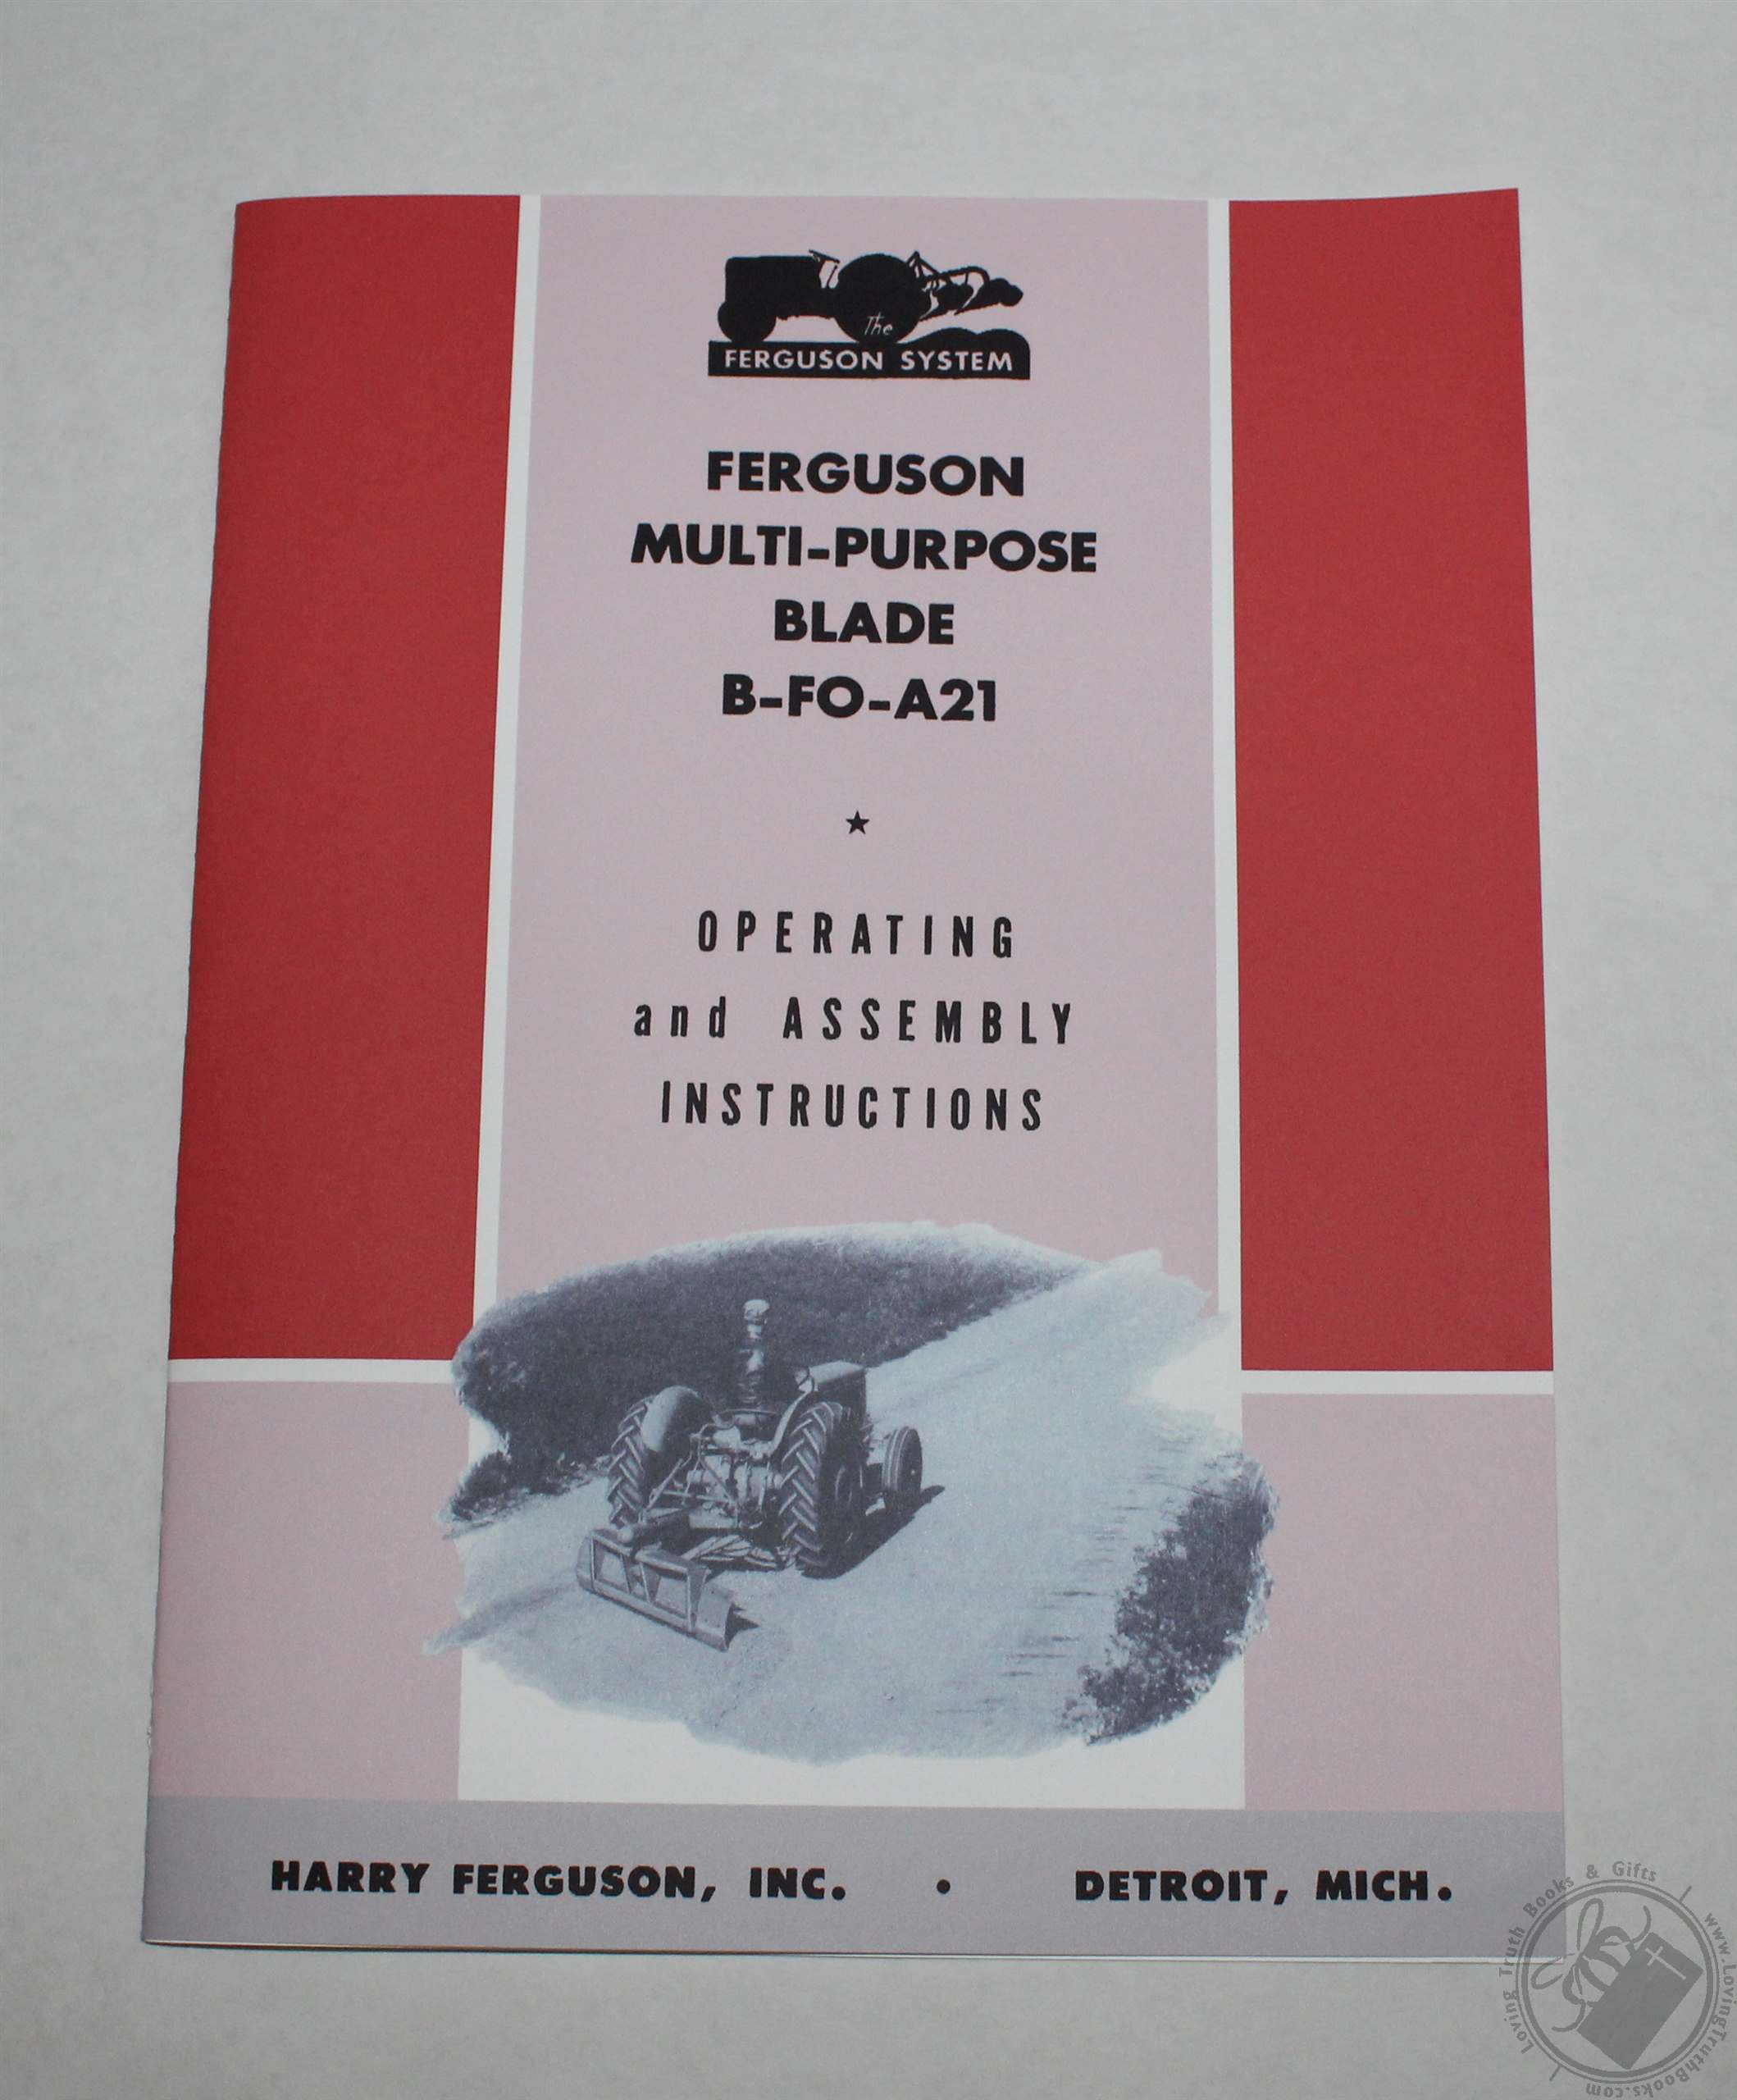 The
FERGUSON SYSTEM
FERGUSON
MULTI-PURPOSE
BLADE
B-FO-A21
★
OPERATING
and ASSEMBLY
INSTRUCTIONS
HARRY FERGUSON, INC. • DETROIT, MICH.
Loving Truth Books & Gifts
www.LovingTruthBooks.com